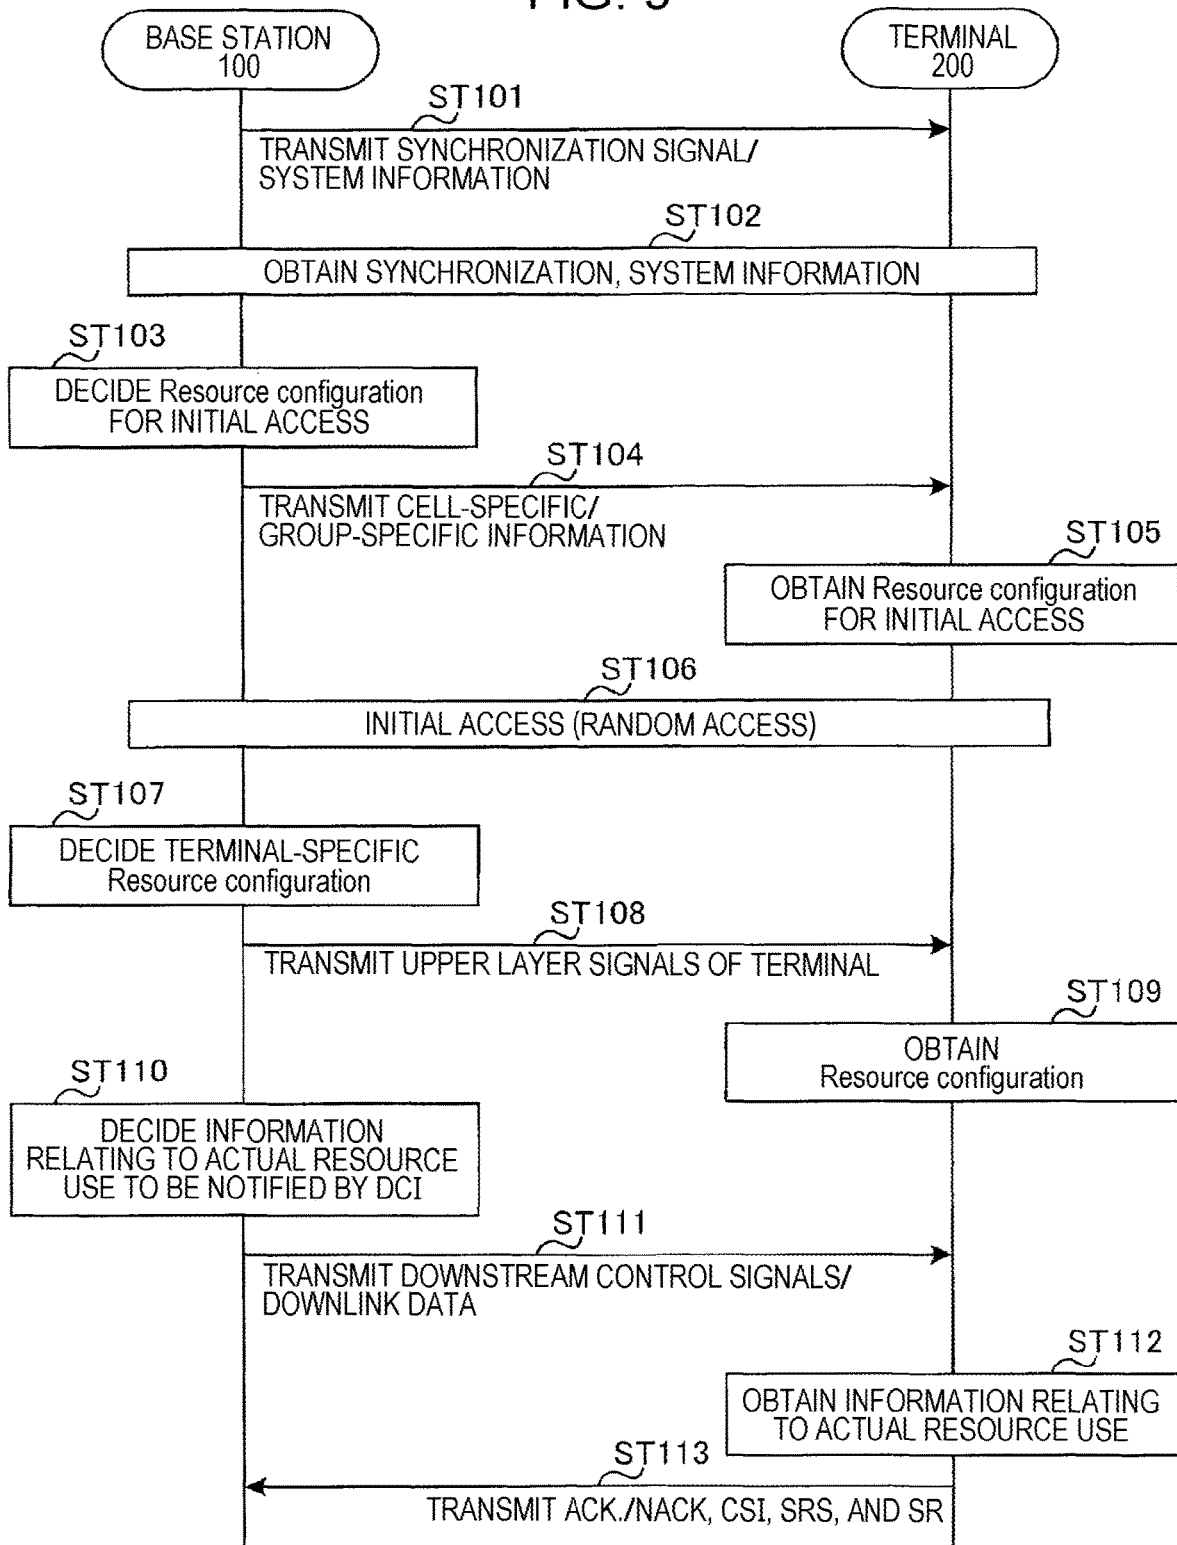 BASE STATION
100
TERMINAL
200
ST101
TRANSMIT SYNCHRONIZATION SIGNAL/
SYSTEM INFORMATION
ST102
OBTAIN SYNCHRONIZATION, SYSTEM INFORMATION
ST103
DECIDE Resource configuration
FOR INITIAL ACCESS
ST104
TRANSMIT CELL-SPECIFIC/
GROUP-SPECIFIC INFORMATION
ST105
OBTAIN Resource configuration
FOR INITIAL ACCESS
ST106
INITIAL ACCESS (RANDOM ACCESS)
ST107
DECIDE TERMINAL-SPECIFIC
Resource configuration
ST108
TRANSMIT UPPER LAYER SIGNALS OF TERMINAL
ST109
OBTAIN
Resource configuration
ST110
DECIDE INFORMATION
RELATING TO ACTUAL RESOURCE
USE TO BE NOTIFIED BY DCI
ST111
TRANSMIT DOWNSTREAM CONTROL SIGNALS/
DOWNLINK DATA
ST112
OBTAIN INFORMATION RELATING
TO ACTUAL RESOURCE USE
ST113
TRANSMIT ACK./NACK, CSI, SRS, AND SR